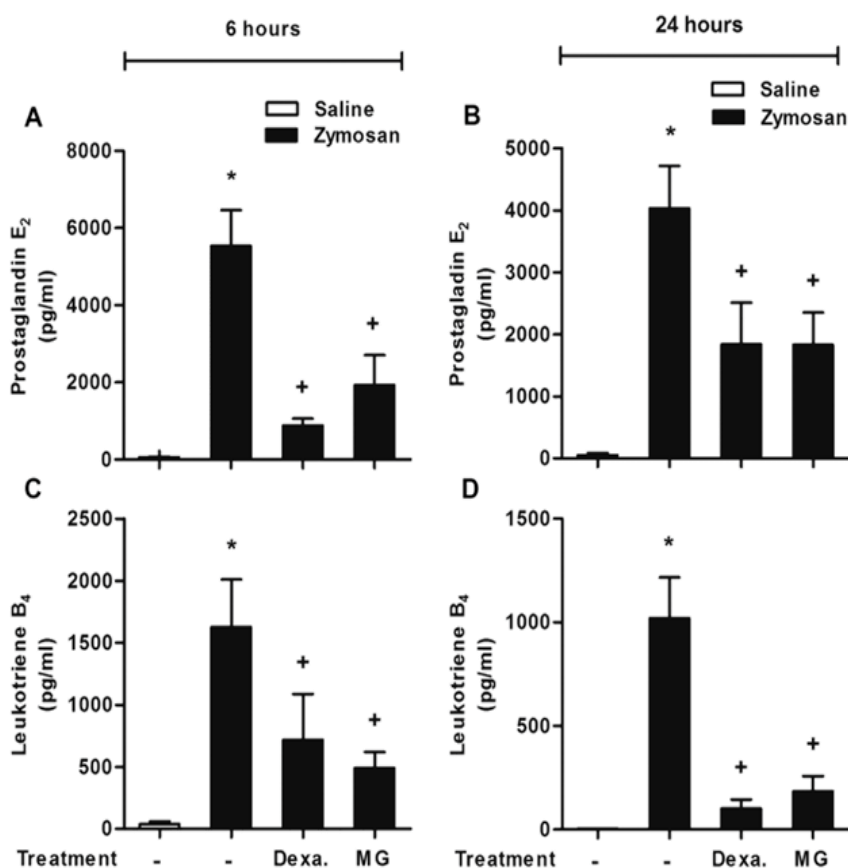 6 hours
24 hours
A
Saline
Zymosan
8000
6000
4000
2000
0
Prostaglandin E2
(pg/ml)
*
+
+
B
Saline
Zymosan
5000
4000
3000
2000
1000
0
Prostagladin E2
(pg/ml)
*
+
+
C
2500
2000
1500
1000
500
0
Leukotriene B4
(pg/ml)
*
+
+
D
1500
1000
500
0
Leukotriene B4
(pg/ml)
*
+
+
Treatment - - Dexa. MG
- - Dexa. MG